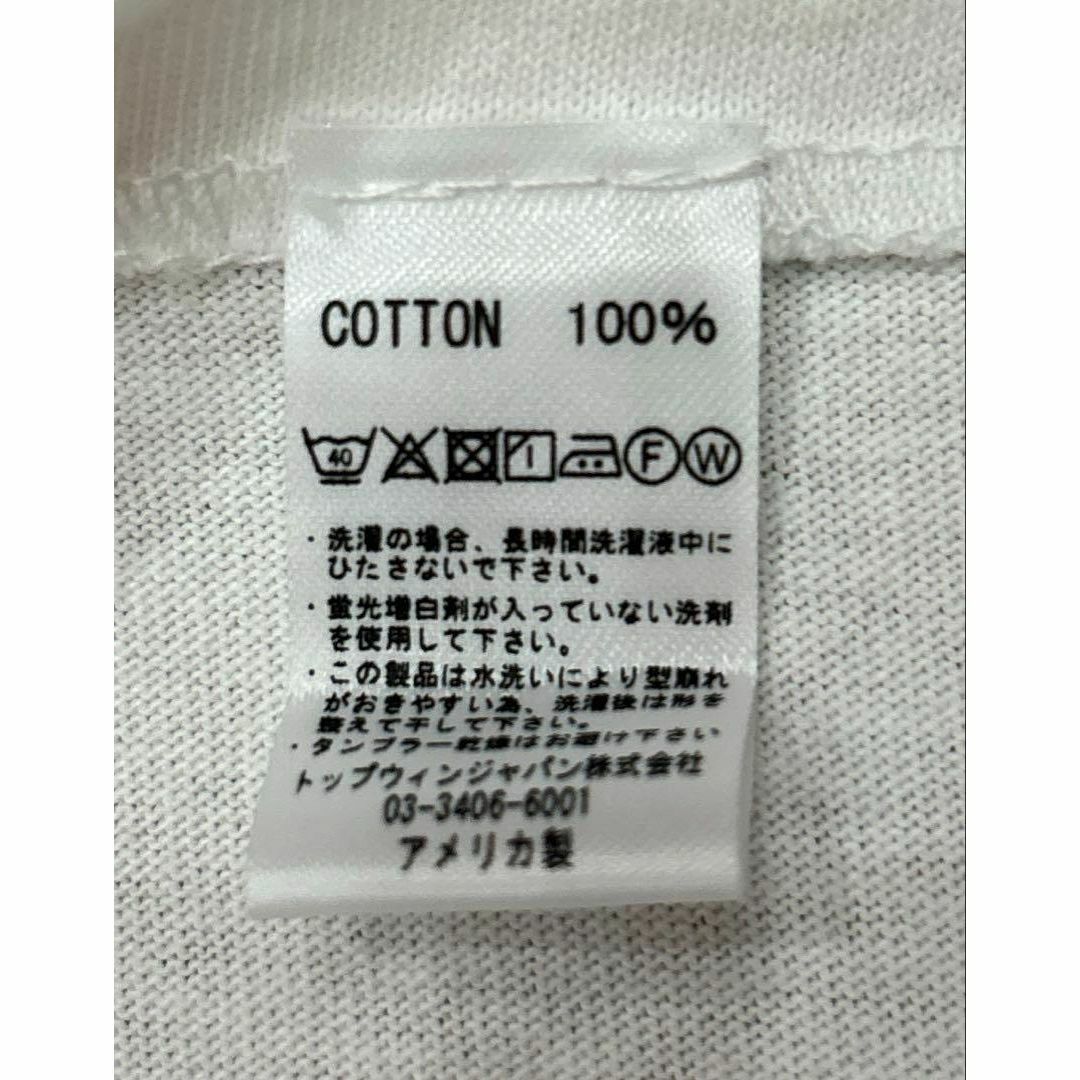 COTTON 100%
40 F W
・洗濯の場合、長時間洗濯液中に
ひたさないで下さい。
・蛍光増白剤が入っていない洗剤
を使用して下さい。
・この製品は水洗いにより型崩れ
がおきやすい為、洗濯後は形を
整えて干して下さい。
・タンブラー乾燥はお避け下さい
トップウィンジャパン株式会社
03-3406-6001
アメリカ製